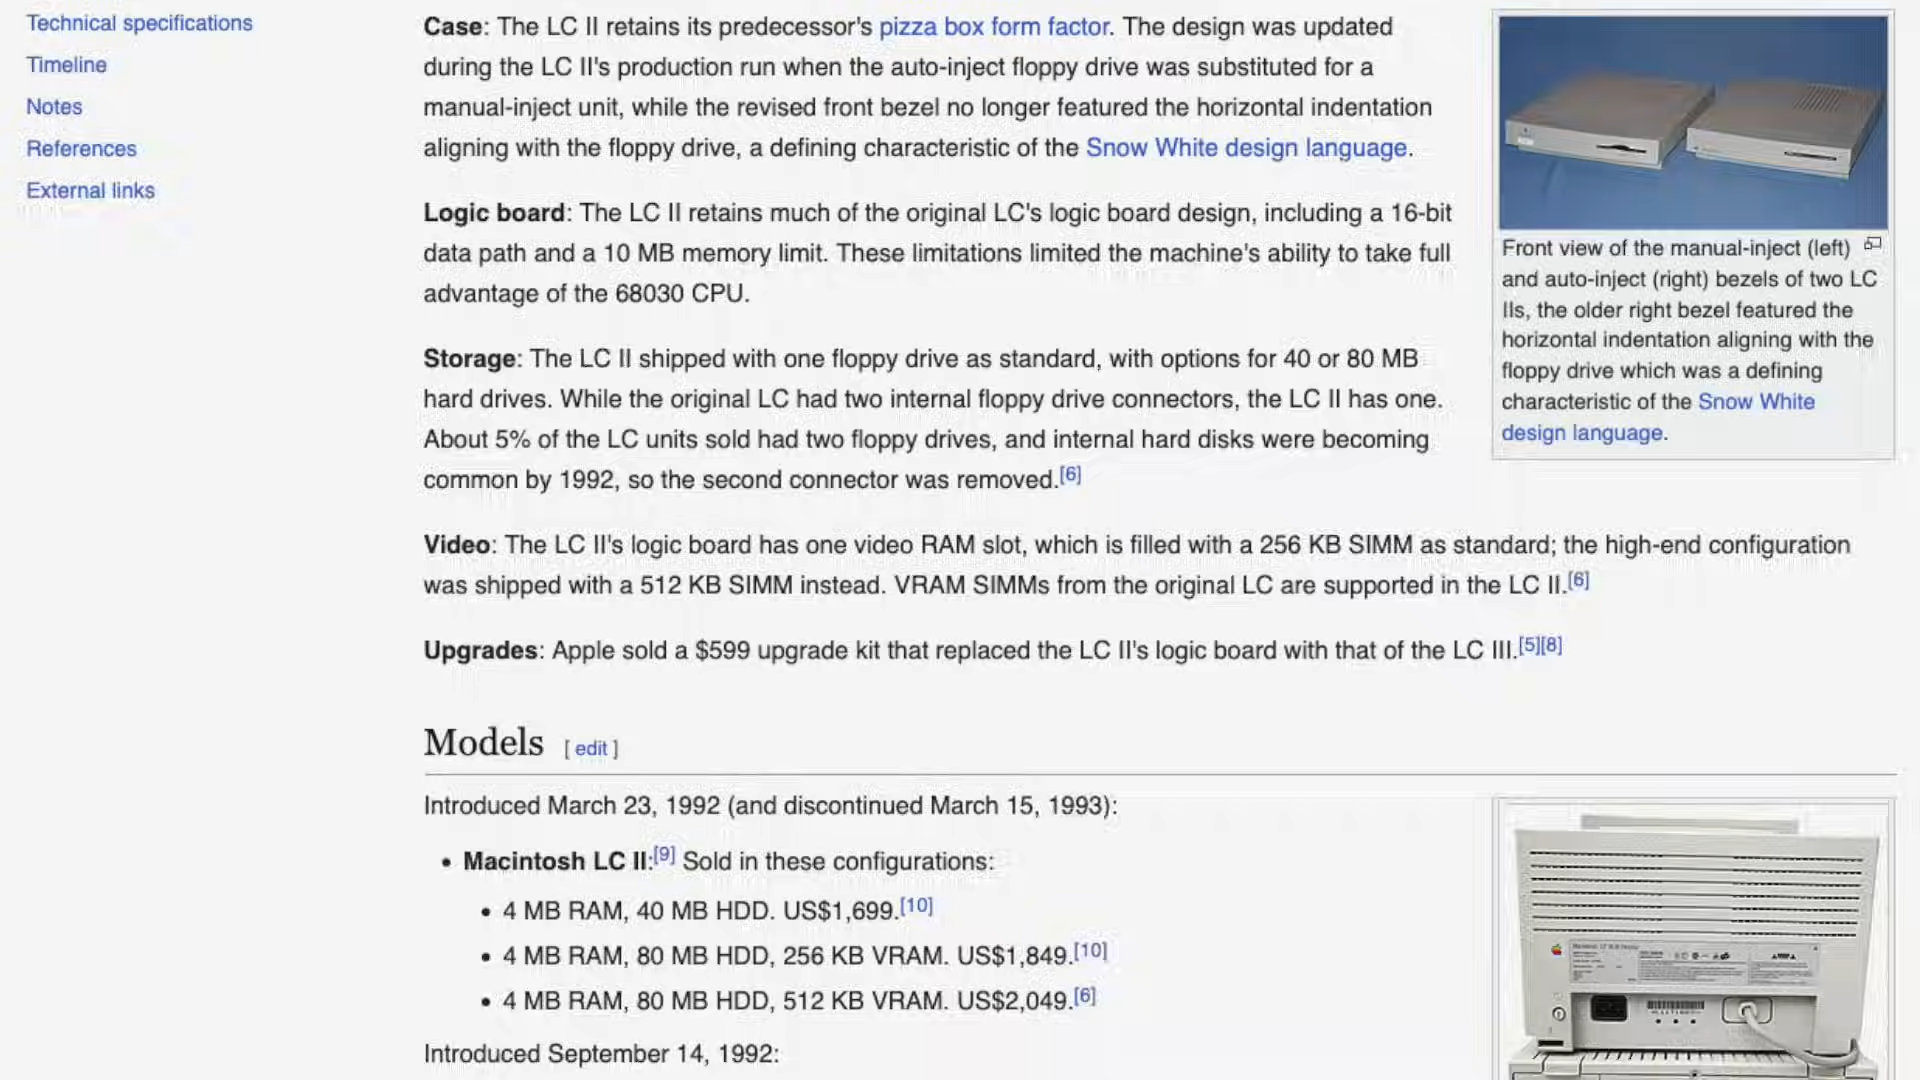 Technical specifications
Timeline
Notes
References
External links
Case: The LC II retains its predecessor's pizza box form factor. The design was updated
during the LC II's production run when the auto-inject floppy drive was substituted for a
manual-inject unit, while the revised front bezel no longer featured the horizontal indentation
aligning with the floppy drive, a defining characteristic of the Snow White design language.
Logic board: The LC II retains much of the original LC's logic board design, including a 16-bit
data path and a 10 MB memory limit. These limitations limited the machine's ability to take full
advantage of the 68030 CPU.
Storage: The LC II shipped with one floppy drive as standard, with options for 40 or 80 MB
hard drives. While the original LC had two internal floppy drive connectors, the LC II has one.
About 5% of the LC units sold had two floppy drives, and internal hard disks were becoming
common by 1992, so the second connector was removed.[6]
Front view of the manual-inject (left)
and auto-inject (right) bezels of two LC
IIs, the older right bezel featured the
horizontal indentation aligning with the
floppy drive which was a defining
characteristic of the Snow White
design language.
Video: The LC II's logic board has one video RAM slot, which is filled with a 256 KB SIMM as standard; the high-end configuration
was shipped with a 512 KB SIMM instead. VRAM SIMMs from the original LC are supported in the LC II.[6]
Upgrades: Apple sold a $599 upgrade kit that replaced the LC II's logic board with that of the LC III.[5][8]
Models [ edit ]
Introduced March 23, 1992 (and discontinued March 15, 1993):
• Macintosh LC II:[9] Sold in these configurations:
• 4 MB RAM, 40 MB HDD. US$1,699.[10]
• 4 MB RAM, 80 MB HDD, 256 KB VRAM. US$1,849.[10]
• 4 MB RAM, 80 MB HDD, 512 KB VRAM. US$2,049.[6]
Introduced September 14, 1992: